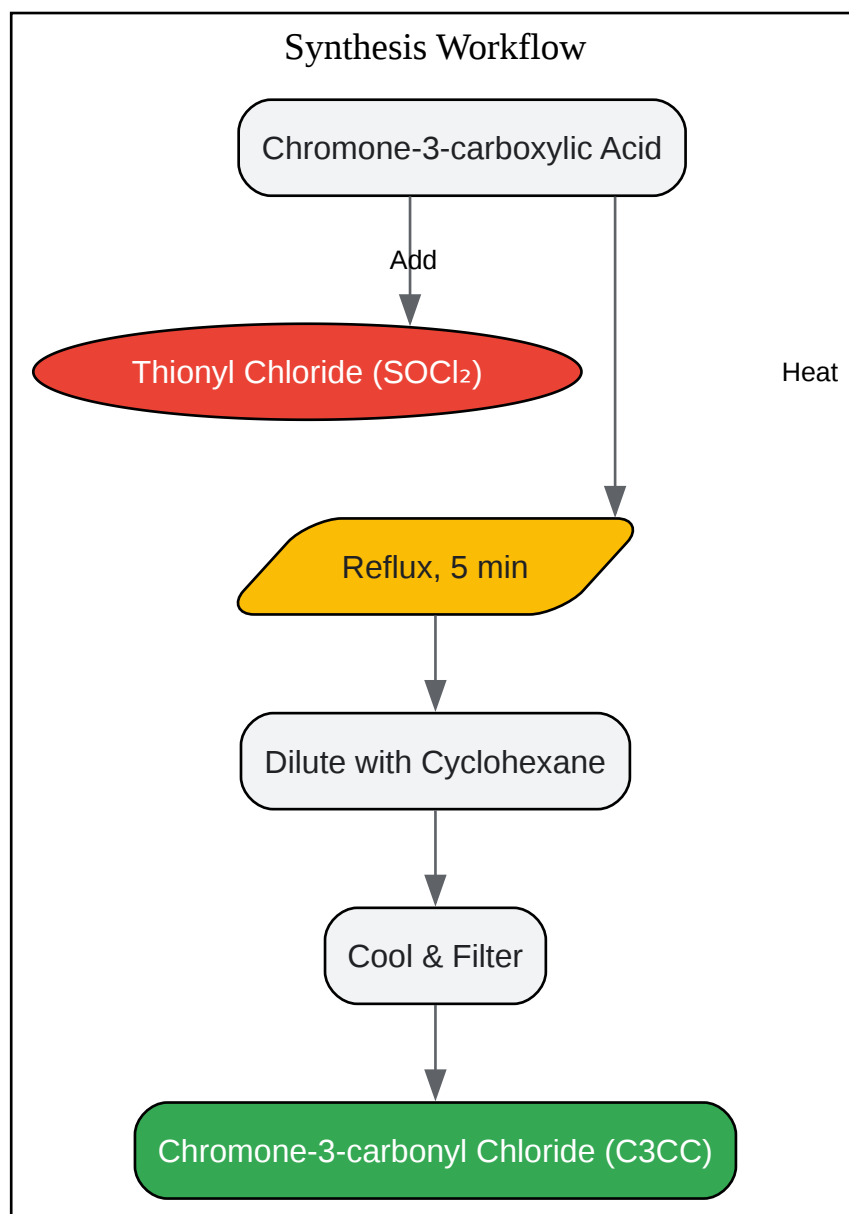 Synthesis Workflow
Chromone-3-carboxylic Acid
Add
Thionyl Chloride (SOCl₂)
Heat
Reflux, 5 min
Dilute with Cyclohexane
Cool & Filter
Chromone-3-carbonyl Chloride (C3CC)